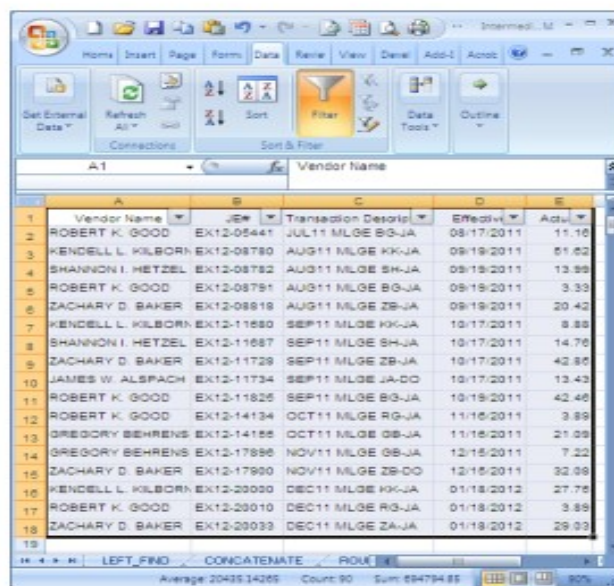 Intermedi...M
Home Insert Page Form Data Revie View Devel Add-I Acrob
Get External Data
Refresh All
Sort
Filter
Data Tools
Outline
Connections
Sort & Filter
A1 fx Vendor Name
A B C D E
1 Vendor Name JE# Transaction Descrip Effectiv Actu
2 ROBERT K. GOOD EX12-05441 JUL11 MLGE BG-JA 08/17/2011 11.16
3 KENDELL L. KILBORN EX12-08780 AUG11 MLGE KK-JA 09/19/2011 51.62
4 SHANNON I. HETZEL EX12-08782 AUG11 MLGE SH-JA 09/19/2011 13.99
5 ROBERT K. GOOD EX12-08791 AUG11 MLGE BG-JA 09/19/2011 3.33
6 ZACHARY D. BAKER EX12-08818 AUG11 MLGE ZB-JA 09/19/2011 20.42
7 KENDELL L. KILBORN EX12-11680 SEP11 MLGE KK-JA 10/17/2011 8.88
8 SHANNON I. HETZEL EX12-11687 SEP11 MLGE SH-JA 10/17/2011 14.76
9 ZACHARY D. BAKER EX12-11728 SEP11 MLGE ZB-JA 10/17/2011 42.86
10 JAMES W. ALSPACH EX12-11734 SEP11 MLGE JA-DO 10/17/2011 13.43
11 ROBERT K. GOOD EX12-11826 SEP11 MLGE BG-JA 10/19/2011 42.46
12 ROBERT K. GOOD EX12-14134 OCT11 MLGE RG-JA 11/16/2011 3.89
13 GREGORY BEHRENS EX12-14156 OCT11 MLGE GB-JA 11/16/2011 21.09
14 GREGORY BEHRENS EX12-17896 NOV11 MLGE GB-JA 12/15/2011 7.22
15 ZACHARY D. BAKER EX12-17900 NOV11 MLGE ZB-DO 12/15/2011 32.08
16 KENDELL L. KILBORN EX12-20000 DEC11 MLGE KK-JA 01/18/2012 27.76
17 ROBERT K. GOOD EX12-20010 DEC11 MLGE RG-JA 01/18/2012 3.89
18 ZACHARY D. BAKER EX12-20033 DEC11 MLGE ZA-JA 01/18/2012 29.03
19
LEFT_FIND CONCATENATE ROU
Average: 20435.14265 Count: 90 Sum: 694794.85 90%